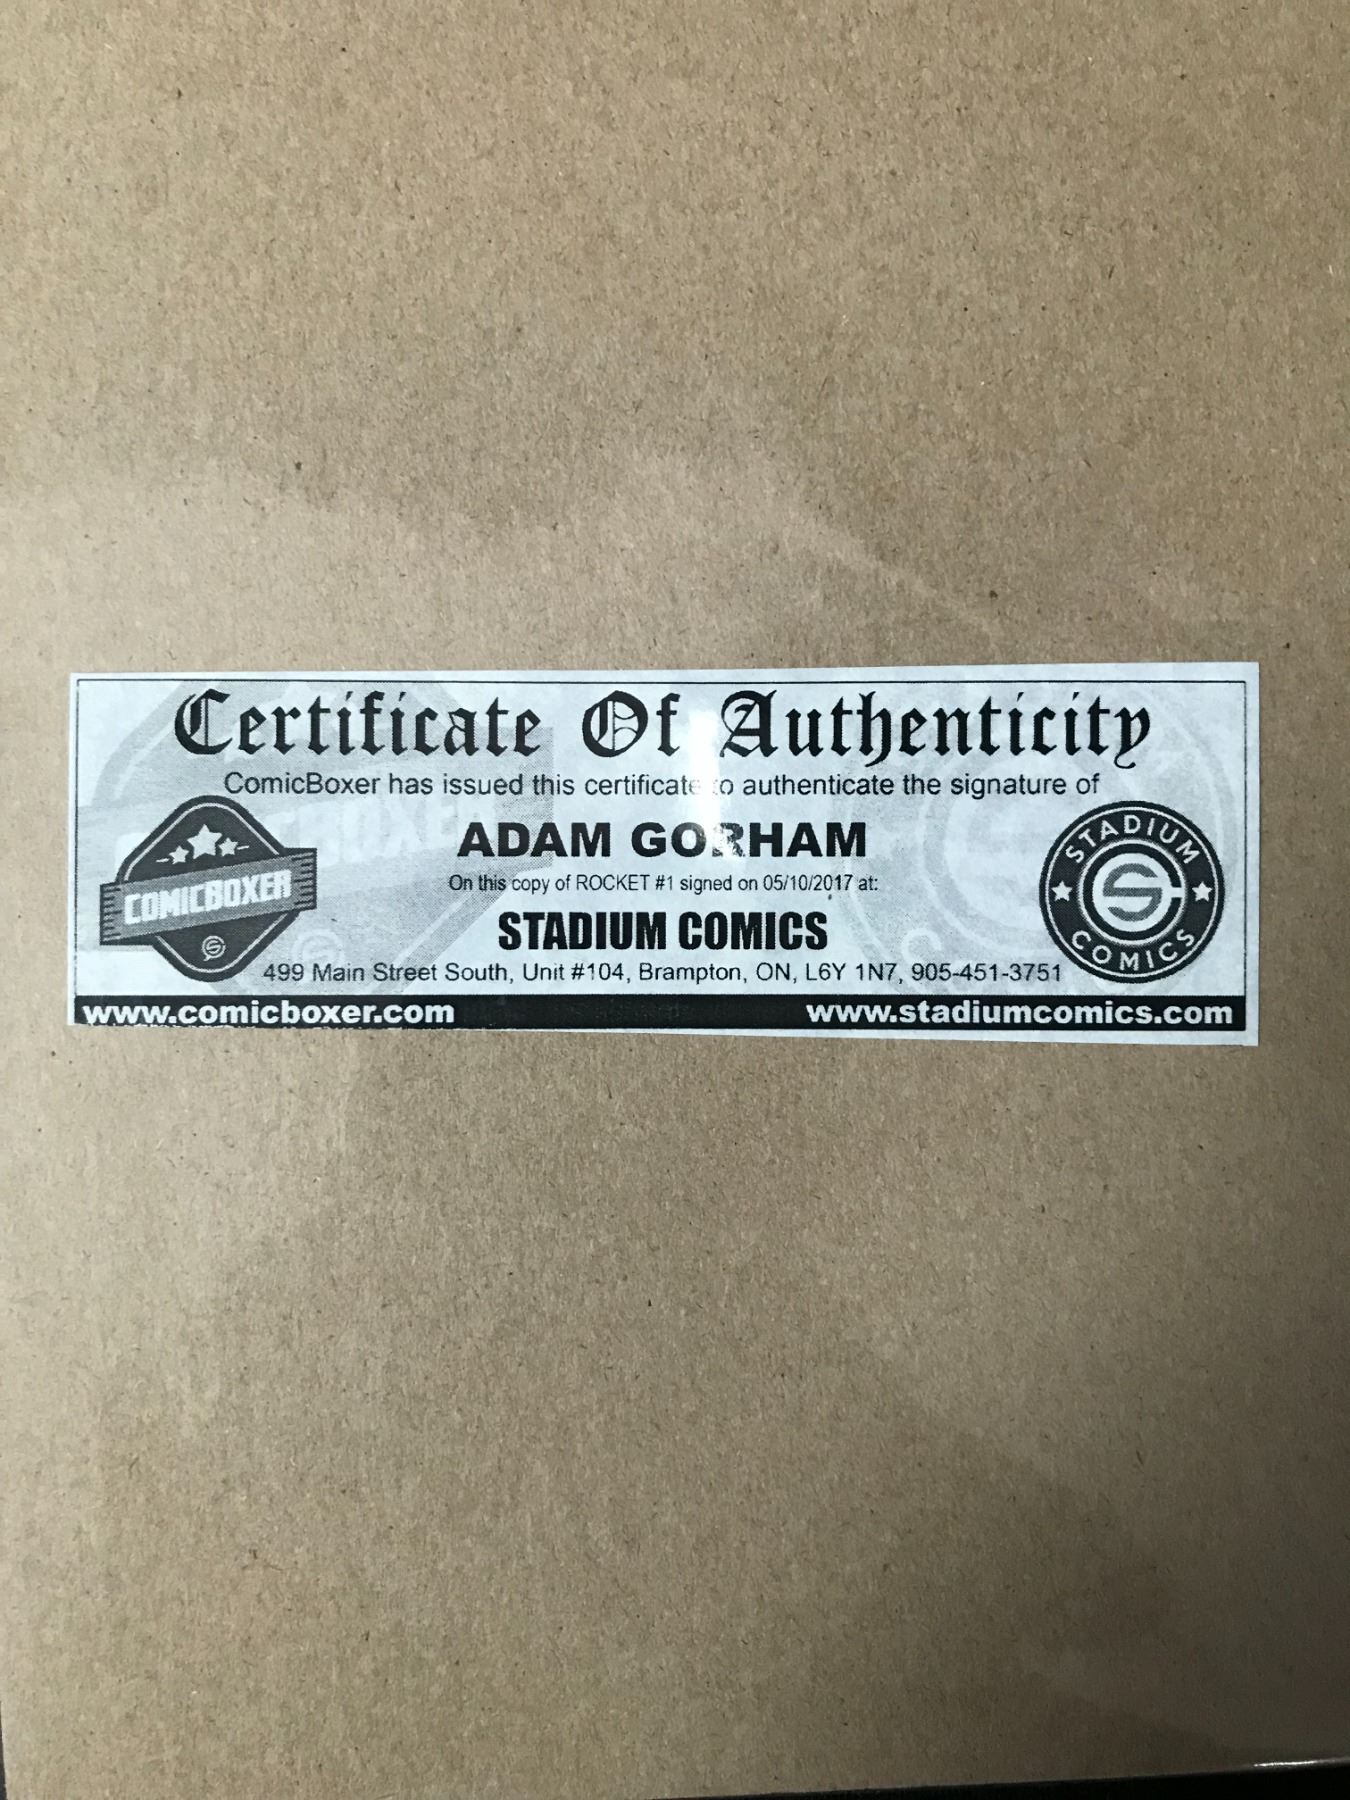 Certificate Of Authenticity
ComicBoxer has issued this certificate to authenticate the signature of
ADAM GORHAM
On this copy of ROCKET #1 signed on 05/10/2017 at:
STADIUM COMICS
499 Main Street South, Unit #104, Brampton, ON, L6Y 1N7, 905-451-3751
www.comicboxer.com
www.stadiumcomics.com
COMICBOXER
STADIUM
COMICS